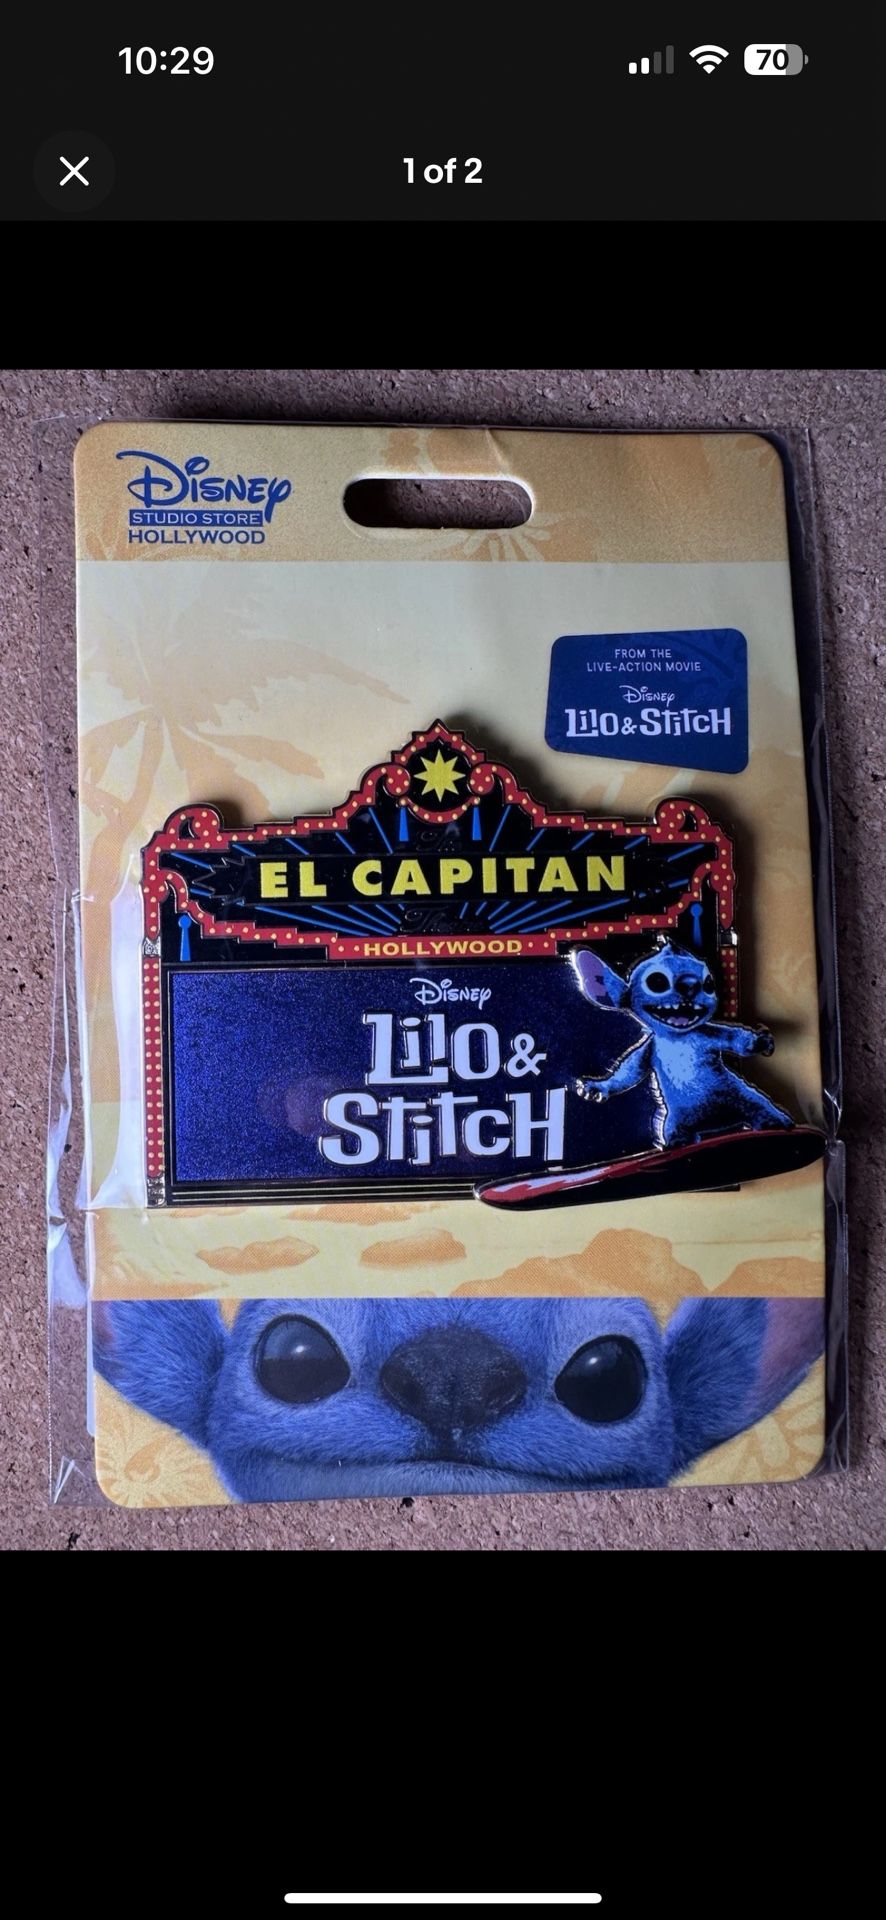 10:29
70
1 of 2
Disney
STUDIO STORE
HOLLYWOOD
FROM THE
LIVE-ACTION MOVIE
Disney
Lilo & Stitch
EL CAPITAN
HOLLYWOOD
Disney
Lilo &
Stitch